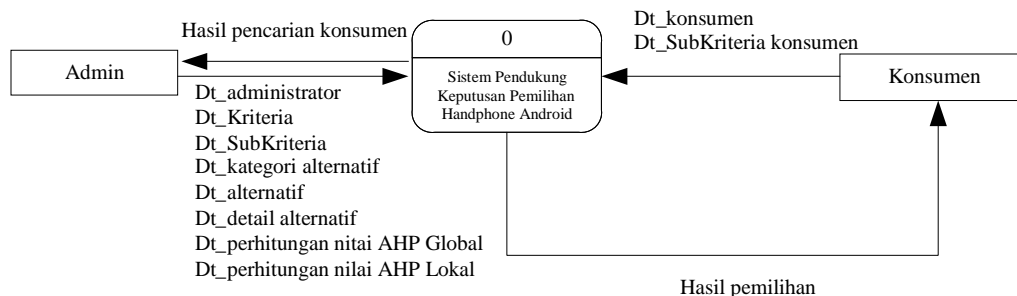 Hasil pencarian konsumen
Admin
Dt_administrator
Dt_Kriteria
Dt_SubKriteria
Dt_kategori alternatif
Dt_alternatif
Dt_detail alternatif
Dt_perhitungan nitai AHP Global
Dt_perhitungan nilai AHP Lokal
0
Sistem Pendukung
Keputusan Pemilihan
Handphone Android
Dt_konsumen
Dt_SubKriteria konsumen
Konsumen
Hasil pemilihan